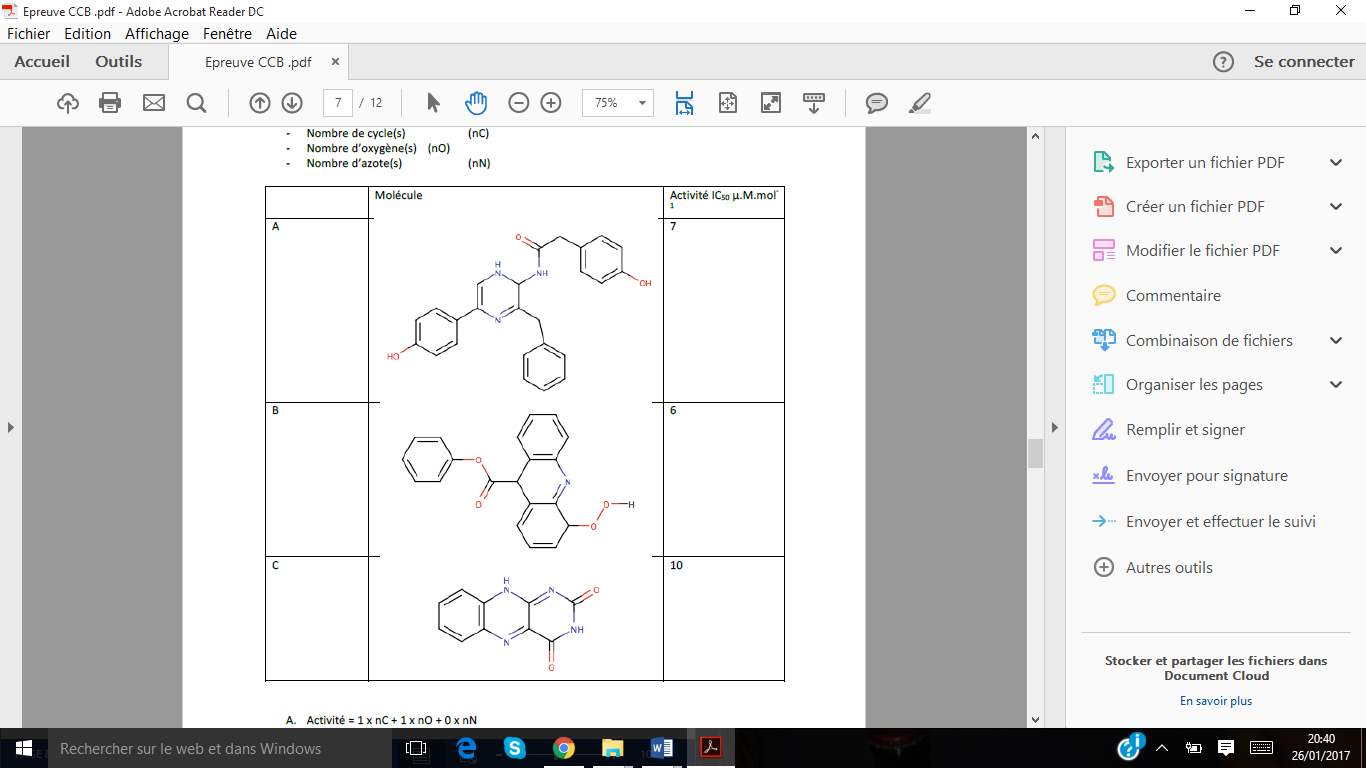 Epreuve CCB .pdf - Adobe Acrobat Reader DC
Fichier Edition Affichage Fenêtre Aide
Accueil Outils Epreuve CCB .pdf × ? Se connecter
7 / 12 75%
- Nombre de cycle(s) (nC)
- Nombre d'oxygène(s) (nO)
- Nombre d'azote(s) (nN)
Molécule Activité IC50 µ.M.mol-
1
A 7
O
H
N
NH
OH
N
HO
B 6
O
N
O
O H
O
C 10
H
N N O
NH
N
O
A. Activité = 1 x nC + 1 x nO + 0 x nN
Exporter un fichier PDF
Créer un fichier PDF
Modifier le fichier PDF
Commentaire
Combinaison de fichiers
Organiser les pages
Remplir et signer
Envoyer pour signature
Envoyer et effectuer le suivi
Autres outils
Stocker et partager les fichiers dans
Document Cloud
En savoir plus
Rechercher sur le web et dans Windows
20:40
26/01/2017